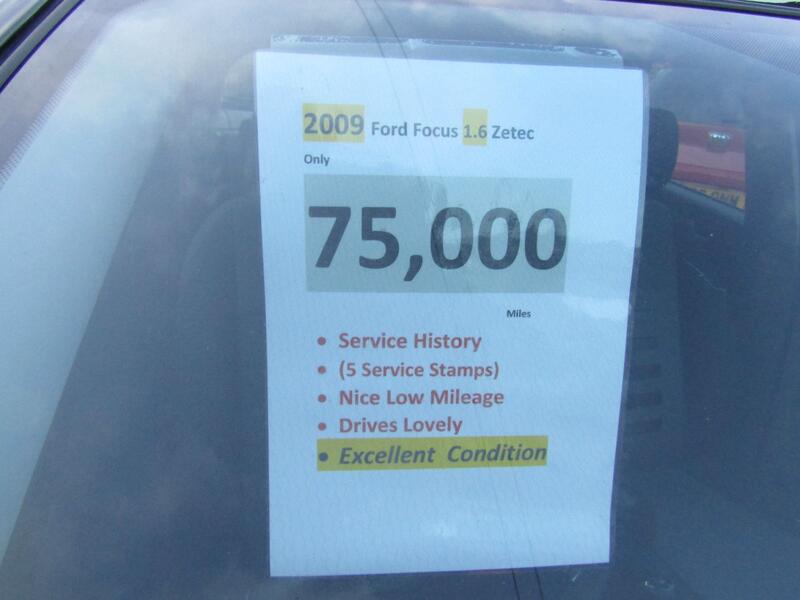 2009 Ford Focus 1.6 Zetec
Only
75,000
Miles
• Service History
• (5 Service Stamps)
• Nice Low Mileage
• Drives Lovely
• Excellent Condition